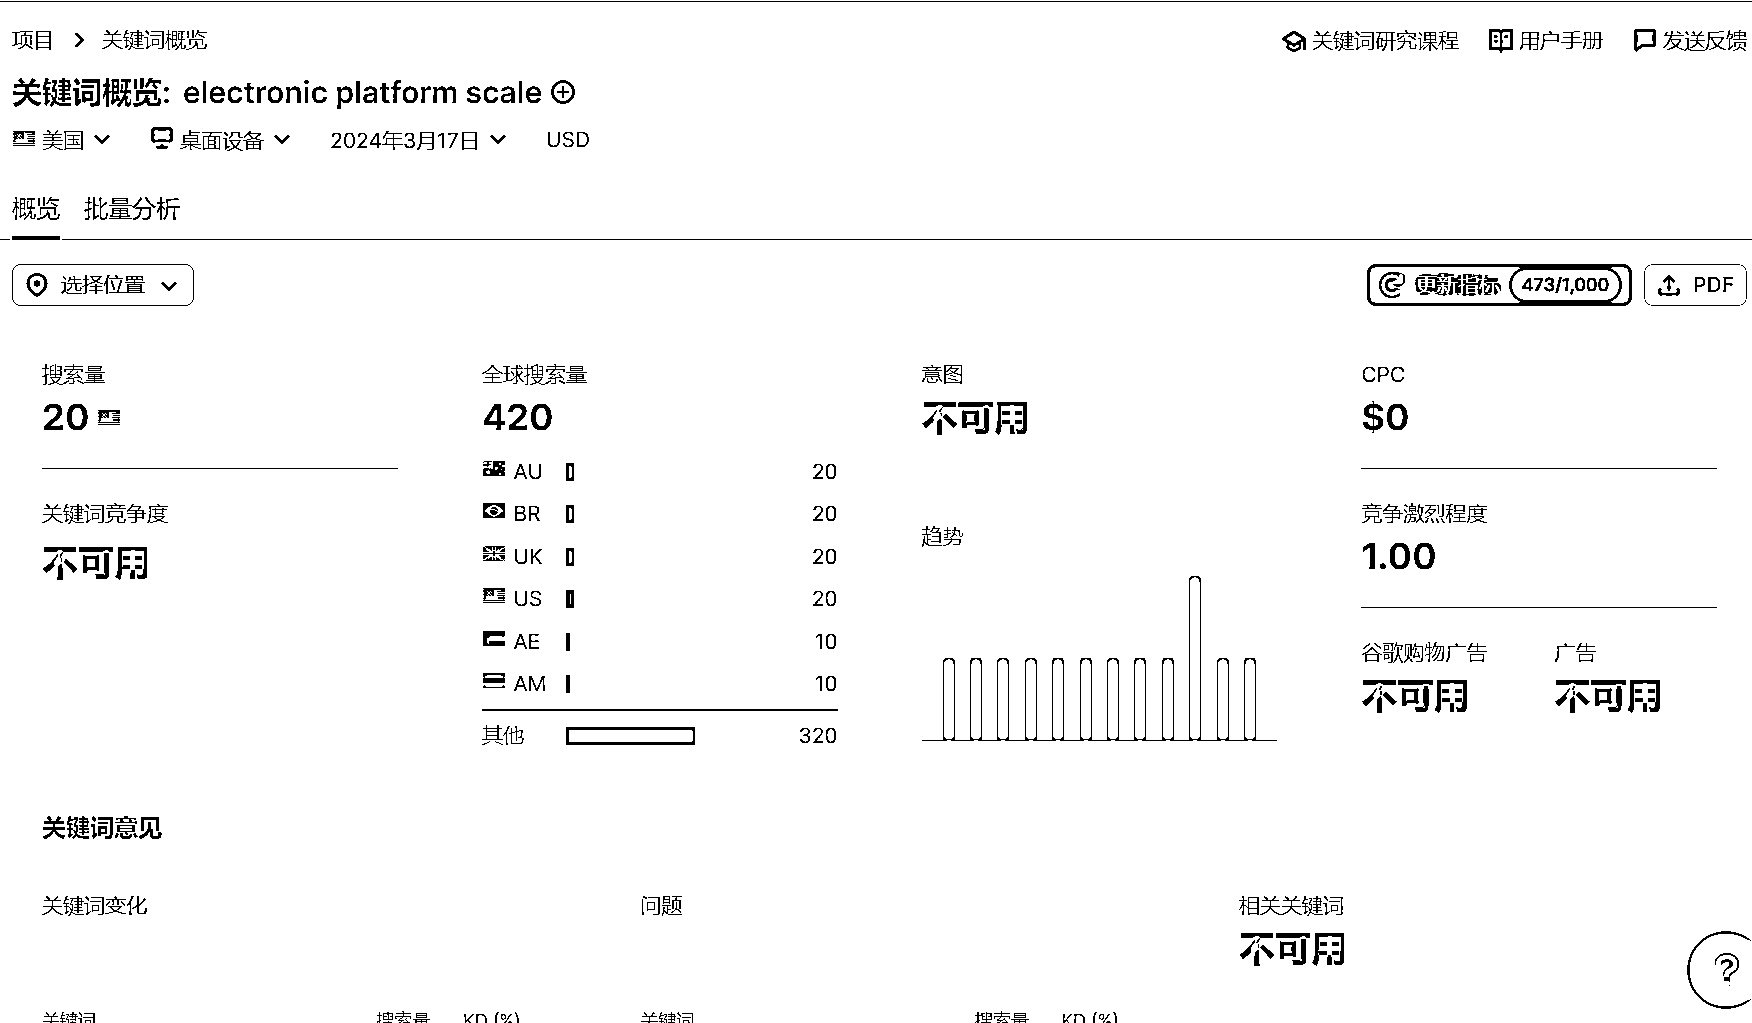 项目 > 关键词概览
关键词研究课程 用户手册 发送反馈
关键词概览: electronic platform scale
美国 桌面设备 2024年3月17日 USD
概览 批量分析
选择位置 更新指标 473/1,000 PDF
搜索量
20
关键词竞争度
不可用
全球搜索量
420
AU 20
BR 20
UK 20
US 20
AE 10
AM 10
其他 320
意图
不可用
趋势
CPC
$0
竞争激烈程度
1.00
谷歌购物广告 广告
不可用 不可用
关键词意见
关键词变化 问题 相关关键词
不可用
?
关键词 搜索量 KD (%) 关键词 搜索量 KD (%)